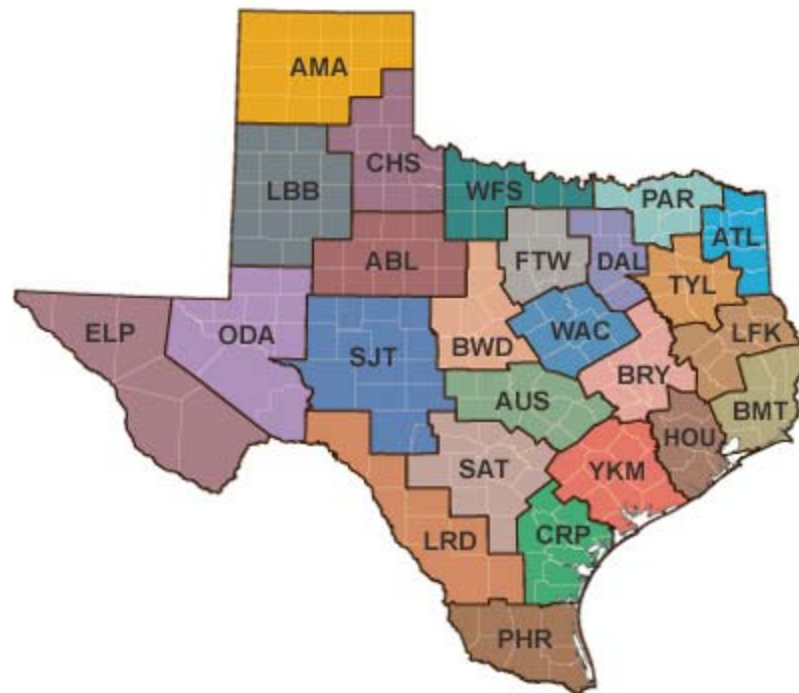 AMA
CHS
LBB
WFS
PAR
ATL
ABL
FTW
DAL
TYL
ELP
ODA
SJT
BWD
WAC
LFK
BRY
AUS
BMT
HOU
SAT
YKM
LRD
CRP
PHR